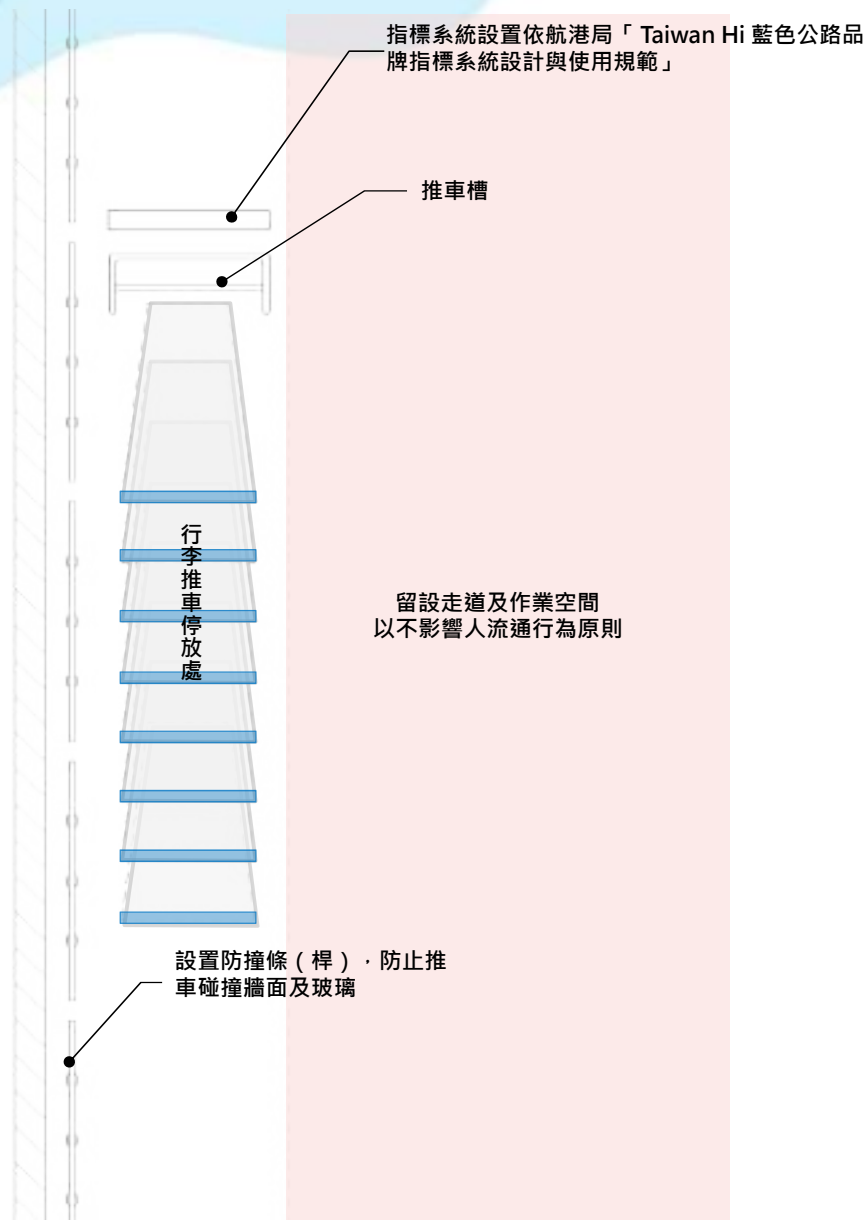 指標系統設置依航港局「Taiwan Hi 藍色公路品
牌指標系統設計與使用規範」
推車槽
行李推車停放處
留設走道及作業空間
以不影響人流通行為原則
設置防撞條（桿），防止推
車碰撞牆面及玻璃